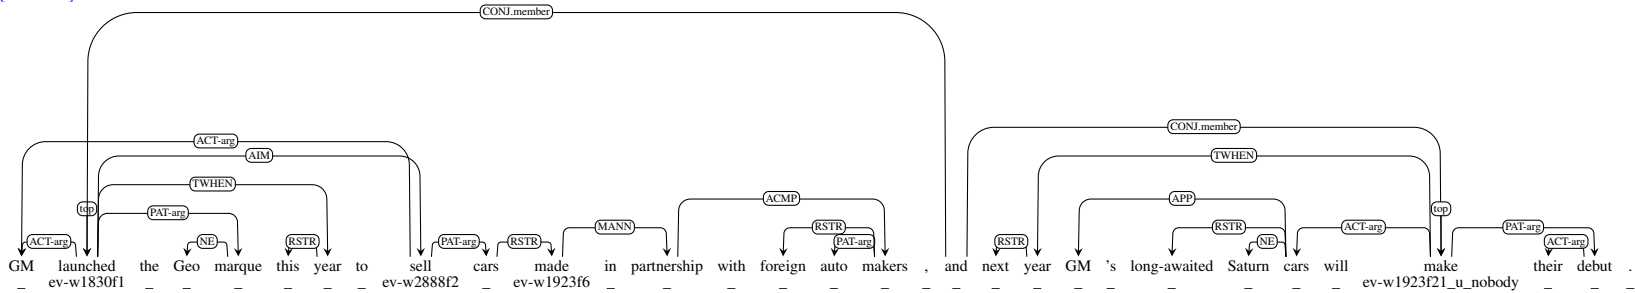 CONJ.member
ACT-arg CONJ.member
AIM TWHEN
TWHEN ACMP APP
top PAT-arg top
MANN RSTR RSTR ACT-arg PAT-arg
ACT-arg NE RSTR PAT-arg RSTR PAT-arg RSTR NE ACT-arg
GM launched the Geo marque this year to sell cars made in partnership with foreign auto makers , and next year GM 's long-awaited Saturn cars will make their debut .
_ ev-w1830f1 _ _ _ _ _ _ ev-w2888f2 _ ev-w1923f6 _ _ _ _ _ _ _ _ _ _ _ _ _ _ _ _ ev-w1923f21_u_nobody _ _ _